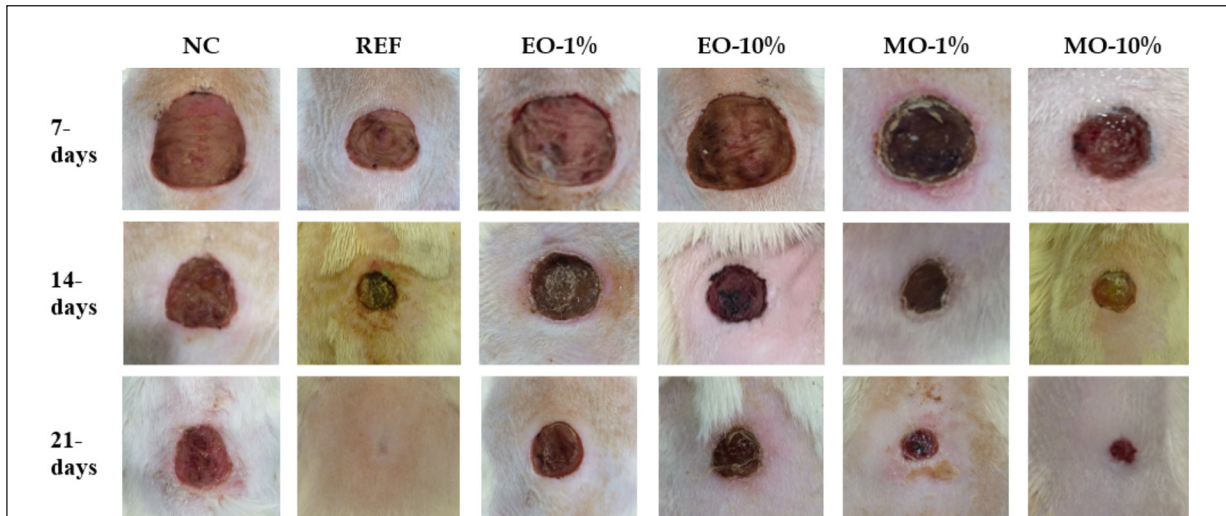 NC REF EO-1% EO-10% MO-1% MO-10%
7-
days
14-
days
21-
days